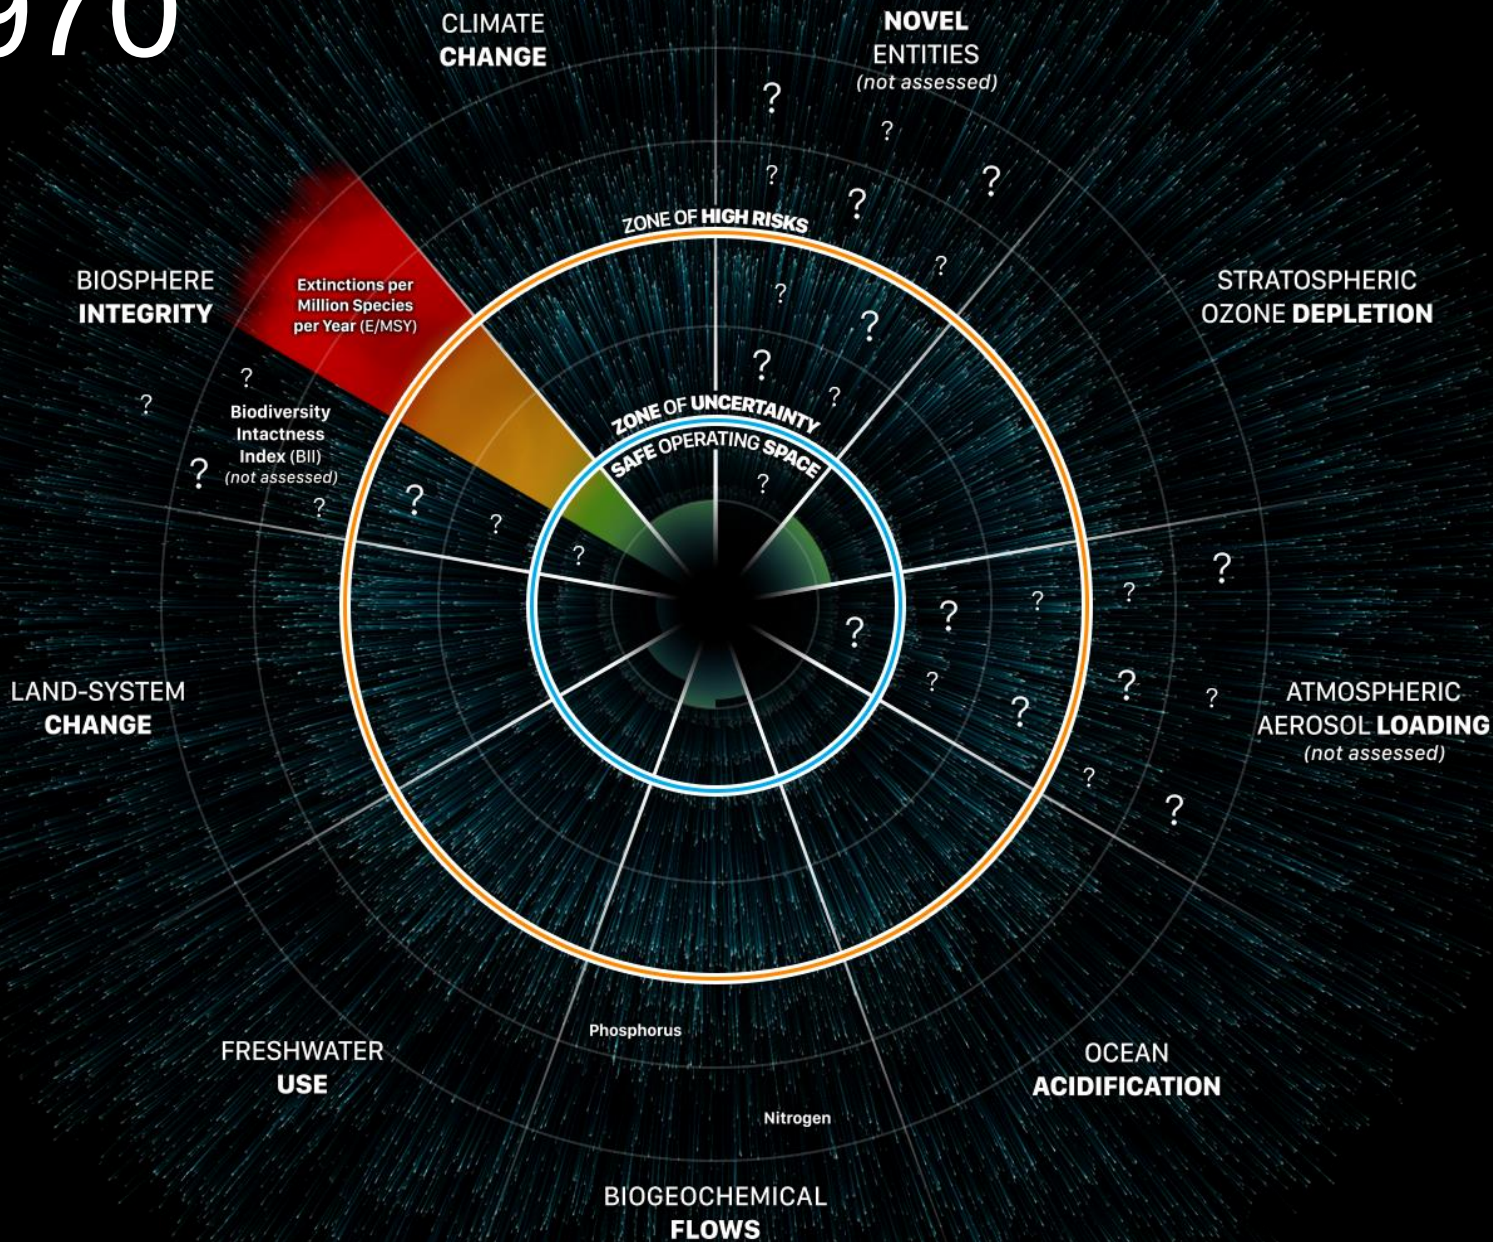 970
CLIMATE
CHANGE
NOVEL
ENTITIES
(not assessed)
?
?
?
?
?
ZONE OF HIGH RISKS
?
BIOSPHERE
INTEGRITY
Extinctions per
Million Species
per Year (E/MSY)
STRATOSPHERIC
OZONE DEPLETION
?
?
?
?
?
?
Biodiversity
Intactness
Index (BII)
(not assessed)
?
?
?
?
?
ZONE OF UNCERTAINTY
SAFE OPERATING SPACE
?
?
?
?
?
?
?
?
?
?
?
?
?
LAND-SYSTEM
CHANGE
ATMOSPHERIC
AEROSOL LOADING
(not assessed)
FRESHWATER
USE
Phosphorus
Nitrogen
OCEAN
ACIDIFICATION
BIOGEOCHEMICAL
FLOWS